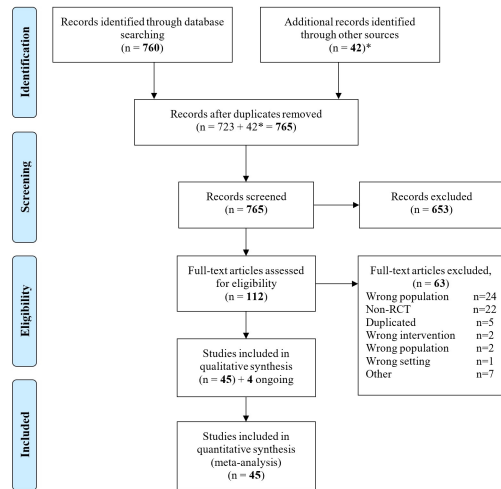 Identification
Records identified through database
searching
(n = 760)
Additional records identified
through other sources
(n = 42)*
Records after duplicates removed
(n = 723 + 42* = 765)
Screening
Records screened
(n = 765)
Records excluded
(n = 653)
Eligibility
Full-text articles assessed
for eligibility
(n = 112)
Full-text articles excluded,
(n = 63)
Wrong population n=24
Non-RCT n=22
Duplicated n=5
Wrong intervention n=2
Wrong population n=2
Wrong setting n=1
Other n=7
Studies included in
qualitative synthesis
(n = 45) + 4 ongoing
Included
Studies included in
quantitative synthesis
(meta-analysis)
(n = 45)